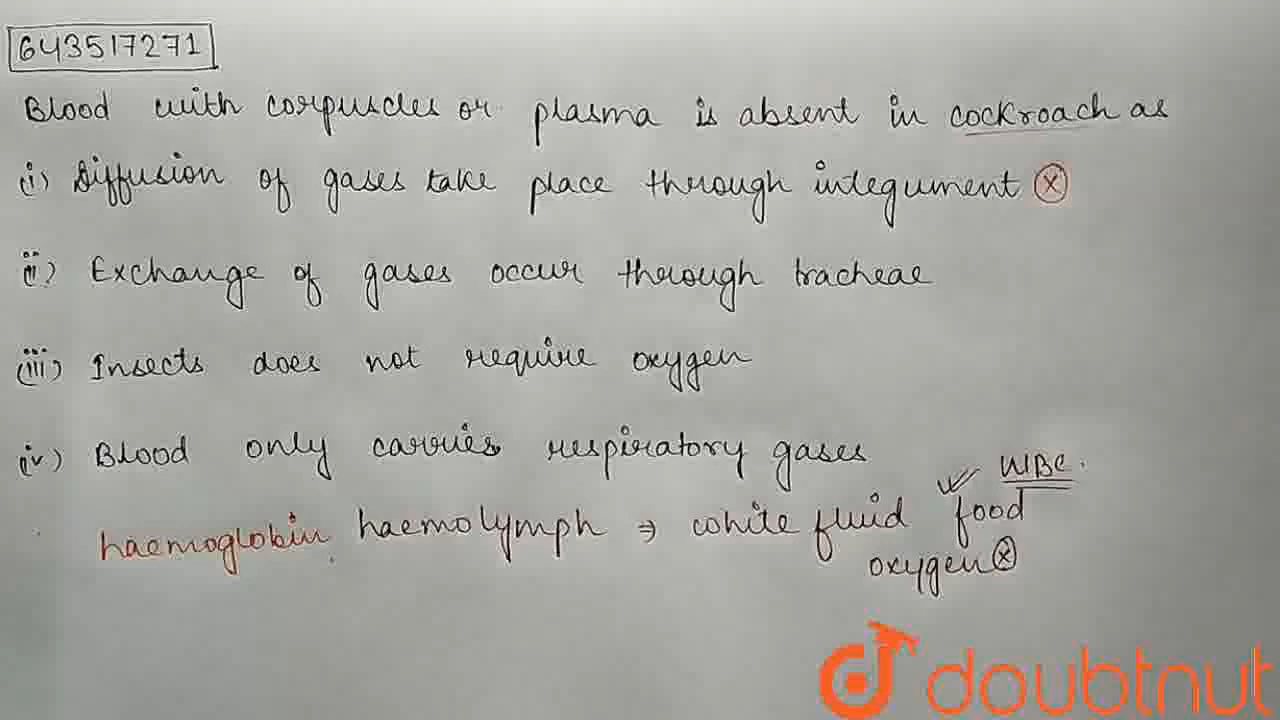 643517271
Blood with corpuscles or plasma is absent in cockroach as
(i) Diffusion of gases take place through integument ⓧ
(ii) Exchange of gases occur through tracheae
(iii) Insects does not require oxygen
(iv) Blood only carries respiratory gases
WBC.
haemoglobin haemolymph ⇒ white fluid food
oxygen ⓧ
doubtnut